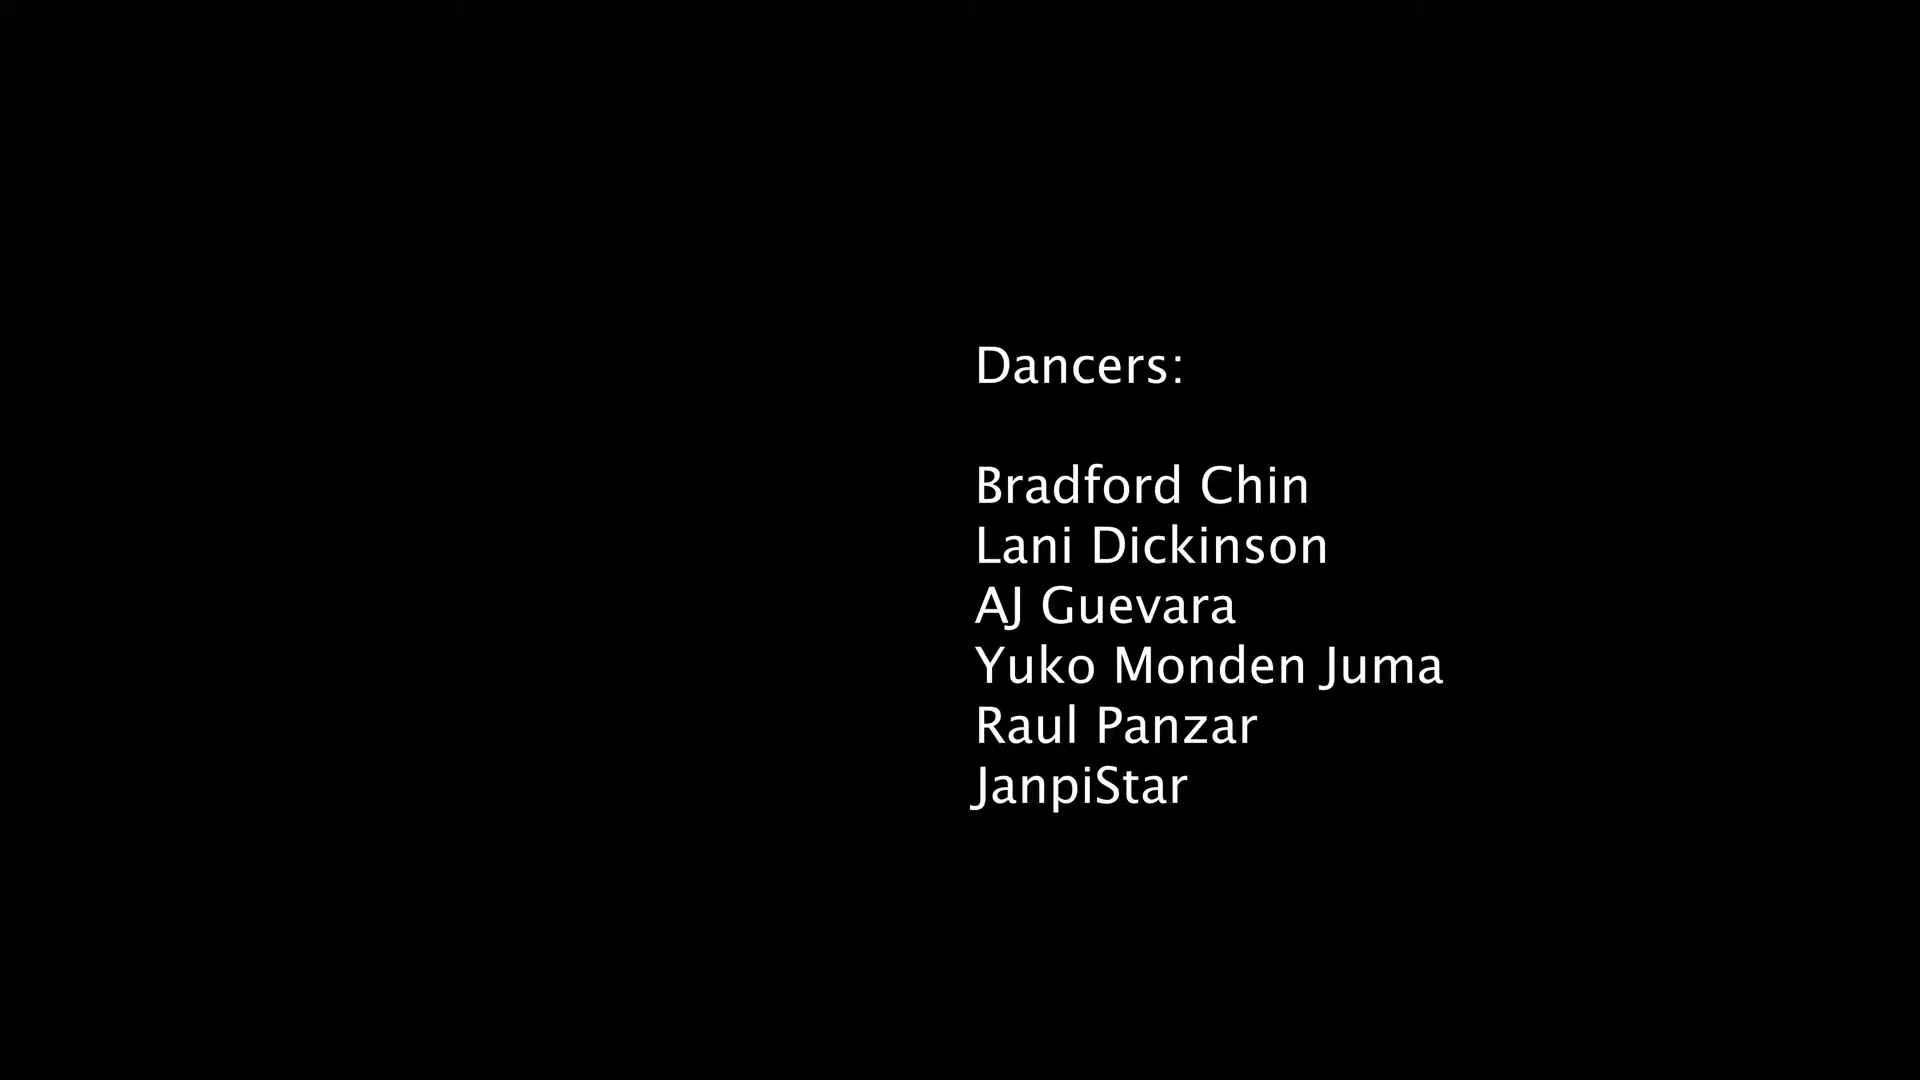 Dancers:
Bradford Chin
Lani Dickinson
AJ Guevara
Yuko Monden Juma
Raul Panzar
JanpiStar